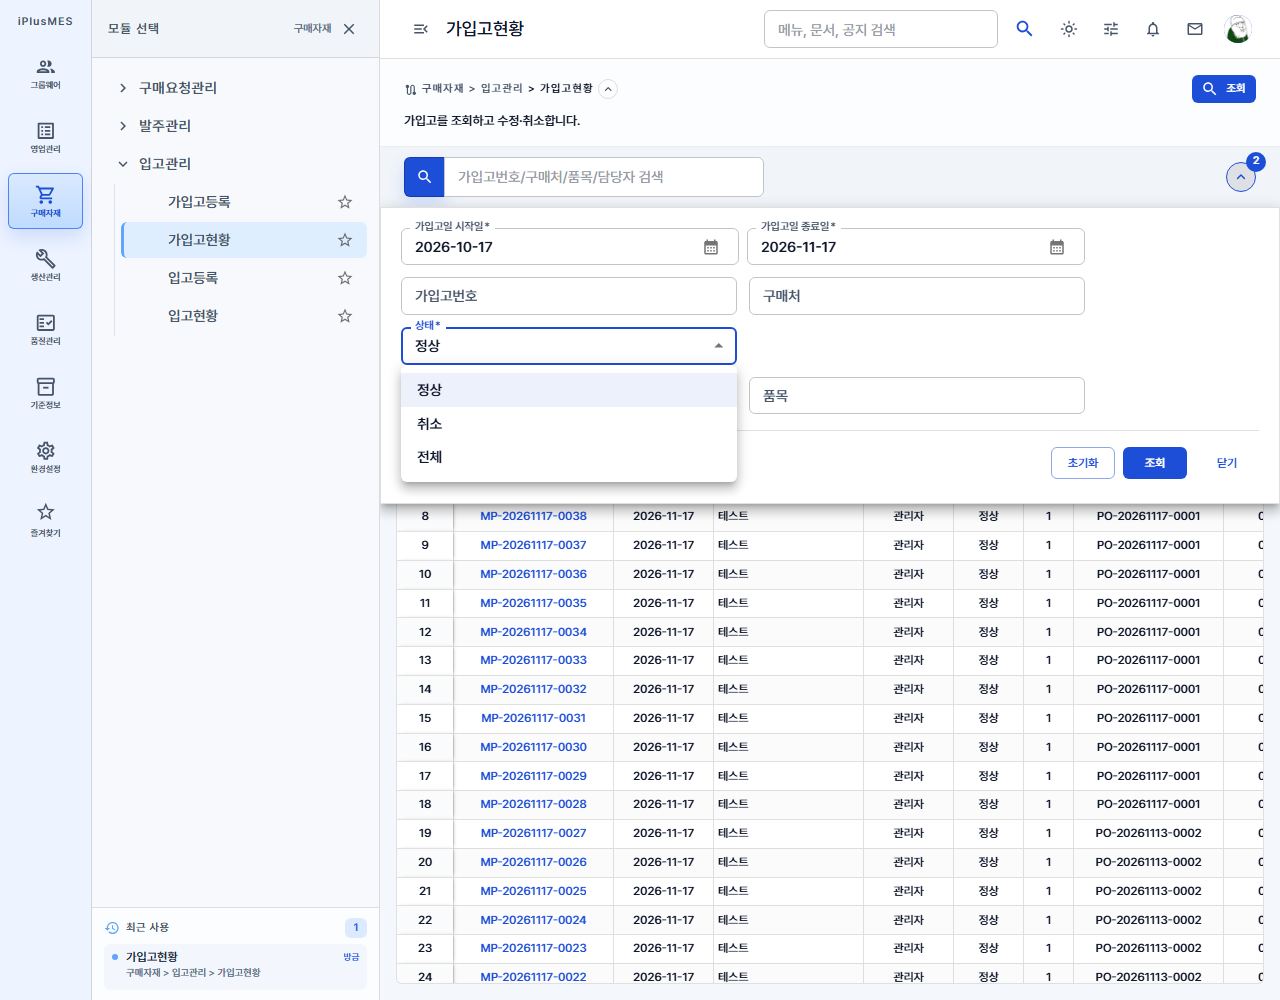 iPlusMES
그룹웨어
영업관리
구매자재
생산관리
품질관리
기준정보
환경설정
즐겨찾기
모듈 선택
구매자재
구매요청관리
발주관리
입고관리
가입고등록
가입고현황
입고등록
입고현황
최근 사용
1
가입고현황
방금
구매자재 > 입고관리 > 가입고현황
가입고현황
메뉴, 문서, 공지 검색
구매자재 > 입고관리 > 가입고현황
조회
가입고를 조회하고 수정·취소합니다.
가입고번호/구매처/품목/담당자 검색
2
가입고일 시작일*
2026-10-17
가입고일 종료일*
2026-11-17
가입고번호
구매처
상태*
정상
정상
취소
전체
품목
초기화
조회
닫기
8 MP-20261117-0038 2026-11-17 테스트 관리자 정상 1 PO-20261117-0001
9 MP-20261117-0037 2026-11-17 테스트 관리자 정상 1 PO-20261117-0001
10 MP-20261117-0036 2026-11-17 테스트 관리자 정상 1 PO-20261117-0001
11 MP-20261117-0035 2026-11-17 테스트 관리자 정상 1 PO-20261117-0001
12 MP-20261117-0034 2026-11-17 테스트 관리자 정상 1 PO-20261117-0001
13 MP-20261117-0033 2026-11-17 테스트 관리자 정상 1 PO-20261117-0001
14 MP-20261117-0032 2026-11-17 테스트 관리자 정상 1 PO-20261117-0001
15 MP-20261117-0031 2026-11-17 테스트 관리자 정상 1 PO-20261117-0001
16 MP-20261117-0030 2026-11-17 테스트 관리자 정상 1 PO-20261117-0001
17 MP-20261117-0029 2026-11-17 테스트 관리자 정상 1 PO-20261117-0001
18 MP-20261117-0028 2026-11-17 테스트 관리자 정상 1 PO-20261117-0001
19 MP-20261117-0027 2026-11-17 테스트 관리자 정상 1 PO-20261113-0002
20 MP-20261117-0026 2026-11-17 테스트 관리자 정상 1 PO-20261113-0002
21 MP-20261117-0025 2026-11-17 테스트 관리자 정상 1 PO-20261113-0002
22 MP-20261117-0024 2026-11-17 테스트 관리자 정상 1 PO-20261113-0002
23 MP-20261117-0023 2026-11-17 테스트 관리자 정상 1 PO-20261113-0002
24 MP-20261117-0022 2026-11-17 테스트 관리자 정상 1 PO-20261113-0002